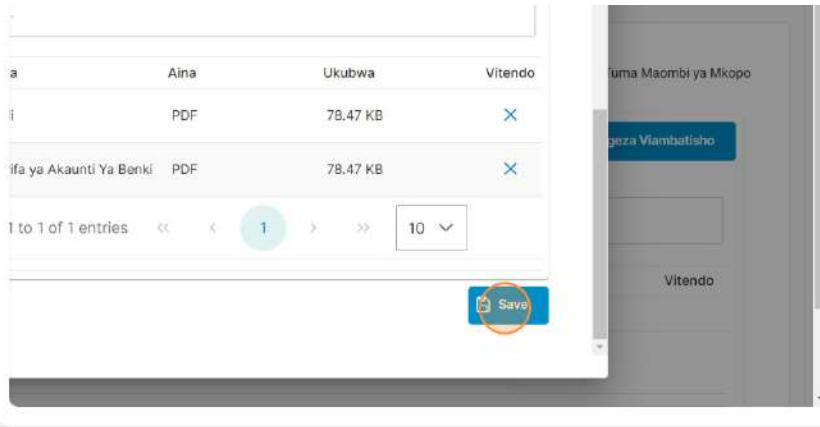 a Aina Ukubwa Vitendo
Tuma Maombi ya Mkopo
i PDF 78.47 KB
geza Viambatisho
ifa ya Akaunti Ya Benki PDF 78.47 KB
1 to 1 of 1 entries << < 1 > >> 10
Vitendo
Save